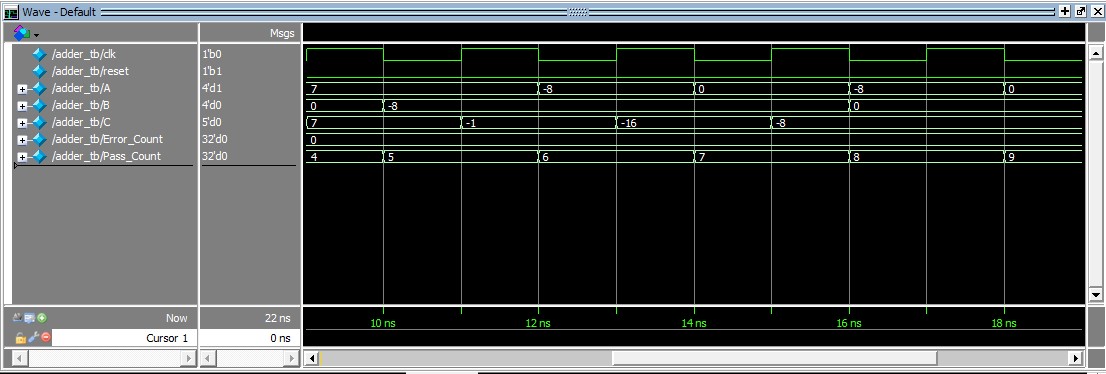 Wave - Default
Msgs
/adder_tb/clk 1'b0
/adder_tb/reset 1'b1
/adder_tb/A 4'd1 7 -8 0 -8 0
/adder_tb/B 4'd0 0 -8 0
/adder_tb/C 5'd0 7 -1 -16 -8
/adder_tb/Error_Count 32'd0 0
/adder_tb/Pass_Count 32'd0 4 5 6 7 8 9
Now 22 ns 10 ns 12 ns 14 ns 16 ns 18 ns
Cursor 1 0 ns